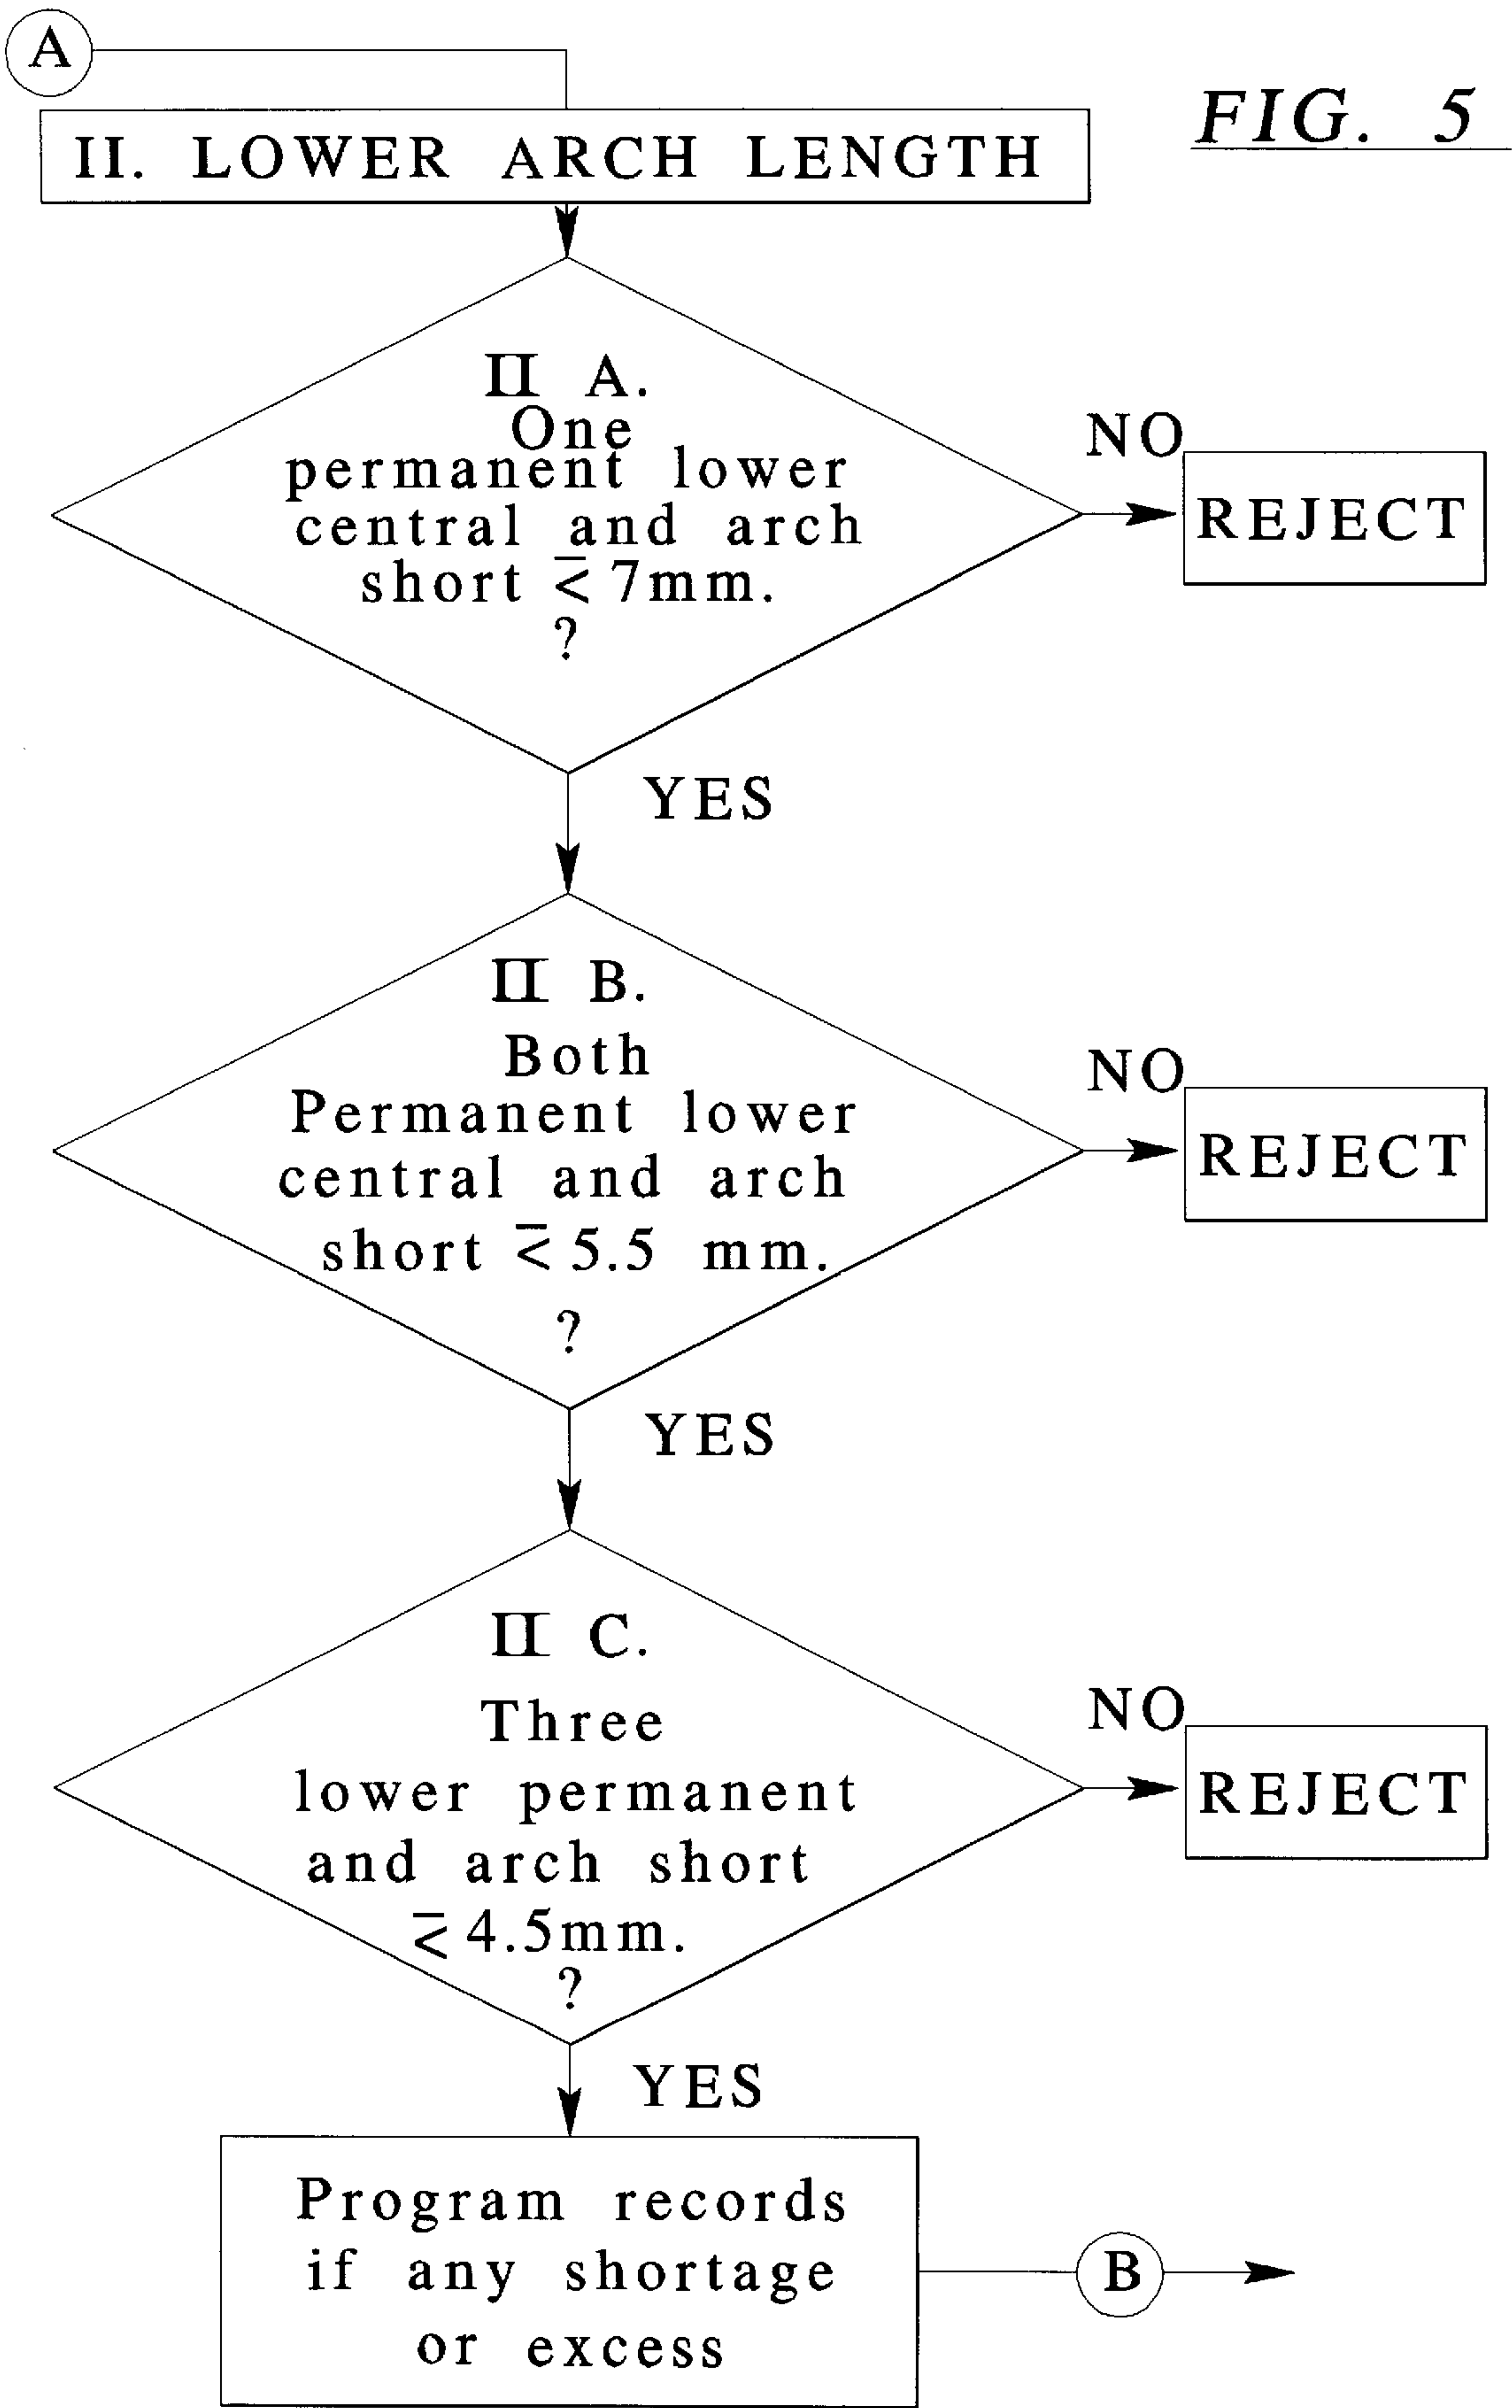 A
FIG. 5
II. LOWER ARCH LENGTH
II A.
One
permanent lower
central and arch
short ⋜ 7mm.
?
NO
REJECT
YES
II B.
Both
Permanent lower
central and arch
short ⋜ 5.5 mm.
?
NO
REJECT
YES
II C.
Three
lower permanent
and arch short
⋜ 4.5mm.
?
NO
REJECT
YES
Program records
if any shortage
or excess
B